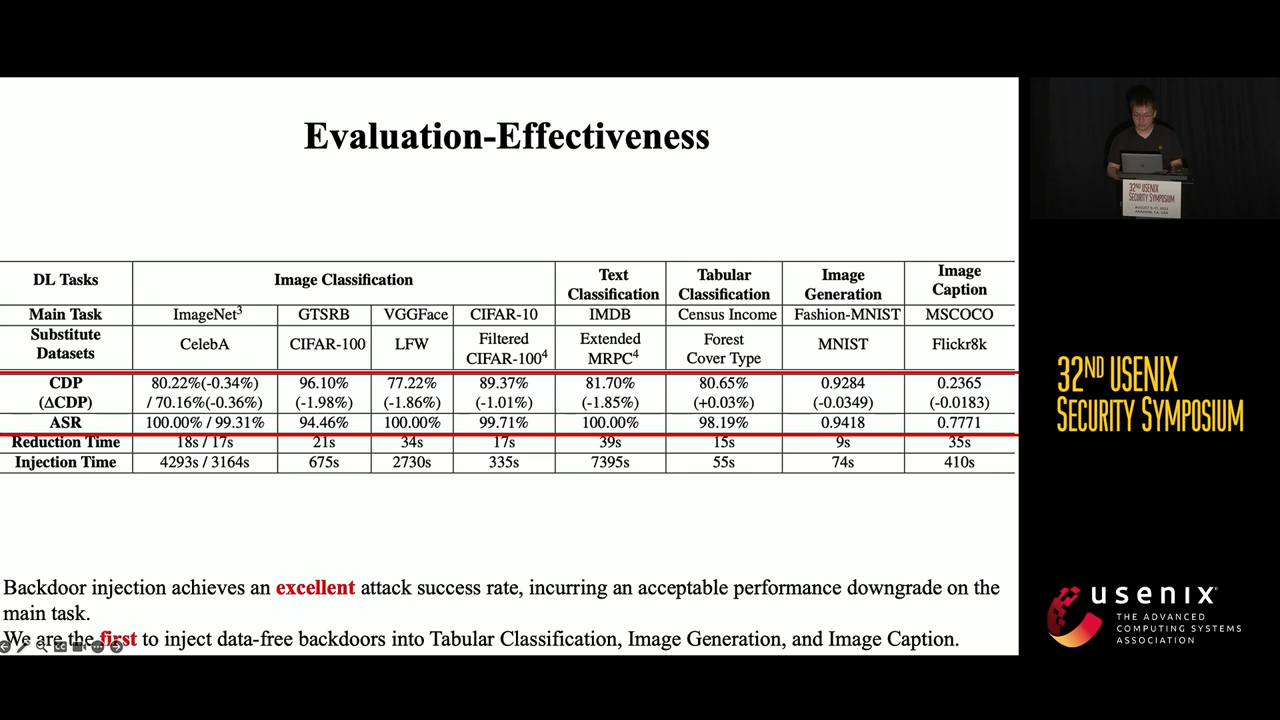 Evaluation-Effectiveness
DL Tasks Image Classification Text Classification Tabular Classification Image Generation Image Caption
Main Task ImageNet3 GTSRB VGGFace CIFAR-10 IMDB Census Income Fashion-MNIST MSCOCO
Substitute Datasets CelebA CIFAR-100 LFW Filtered CIFAR-1004 Extended MRPC4 Forest Cover Type MNIST Flickr8k
CDP 80.22%(-0.34%) 96.10% 77.22% 89.37% 81.70% 80.65% 0.9284 0.2365
(ΔCDP) / 70.16%(-0.36%) (-1.98%) (-1.86%) (-1.01%) (-1.85%) (+0.03%) (-0.0349) (-0.0183)
ASR 100.00% / 99.31% 94.46% 100.00% 99.71% 100.00% 98.19% 0.9418 0.7771
Reduction Time 18s / 17s 21s 34s 17s 39s 15s 9s 35s
Injection Time 4293s / 3164s 675s 2730s 335s 7395s 55s 74s 410s
Backdoor injection achieves an excellent attack success rate, incurring an acceptable performance downgrade on the
main task.
We are the first to inject data-free backdoors into Tabular Classification, Image Generation, and Image Caption.
32ND USENIX
SECURITY SYMPOSIUM
32ND USENIX
SECURITY SYMPOSIUM
usenix
THE ADVANCED
COMPUTING SYSTEMS
ASSOCIATION